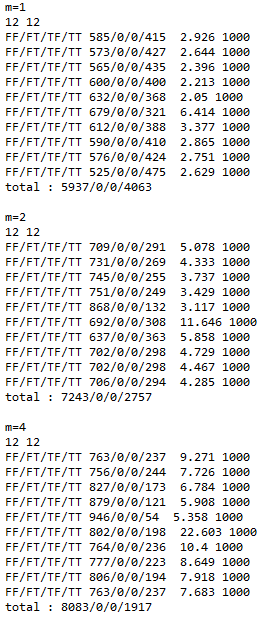 m=1
12 12
FF/FT/TF/TT 585/0/0/415  2.926 1000
FF/FT/TF/TT 573/0/0/427  2.644 1000
FF/FT/TF/TT 565/0/0/435  2.396 1000
FF/FT/TF/TT 600/0/0/400  2.213 1000
FF/FT/TF/TT 632/0/0/368  2.05 1000
FF/FT/TF/TT 679/0/0/321  6.414 1000
FF/FT/TF/TT 612/0/0/388  3.377 1000
FF/FT/TF/TT 590/0/0/410  2.865 1000
FF/FT/TF/TT 576/0/0/424  2.751 1000
FF/FT/TF/TT 525/0/0/475  2.629 1000
total : 5937/0/0/4063

m=2
12 12
FF/FT/TF/TT 709/0/0/291  5.078 1000
FF/FT/TF/TT 731/0/0/269  4.333 1000
FF/FT/TF/TT 745/0/0/255  3.737 1000
FF/FT/TF/TT 751/0/0/249  3.429 1000
FF/FT/TF/TT 868/0/0/132  3.117 1000
FF/FT/TF/TT 692/0/0/308  11.646 1000
FF/FT/TF/TT 637/0/0/363  5.858 1000
FF/FT/TF/TT 702/0/0/298  4.729 1000
FF/FT/TF/TT 702/0/0/298  4.467 1000
FF/FT/TF/TT 706/0/0/294  4.285 1000
total : 7243/0/0/2757

m=4
12 12
FF/FT/TF/TT 763/0/0/237  9.271 1000
FF/FT/TF/TT 756/0/0/244  7.726 1000
FF/FT/TF/TT 827/0/0/173  6.784 1000
FF/FT/TF/TT 879/0/0/121  5.908 1000
FF/FT/TF/TT 946/0/0/54  5.358 1000
FF/FT/TF/TT 802/0/0/198  22.603 1000
FF/FT/TF/TT 764/0/0/236  10.4 1000
FF/FT/TF/TT 777/0/0/223  8.649 1000
FF/FT/TF/TT 806/0/0/194  7.918 1000
FF/FT/TF/TT 763/0/0/237  7.683 1000
total : 8083/0/0/1917